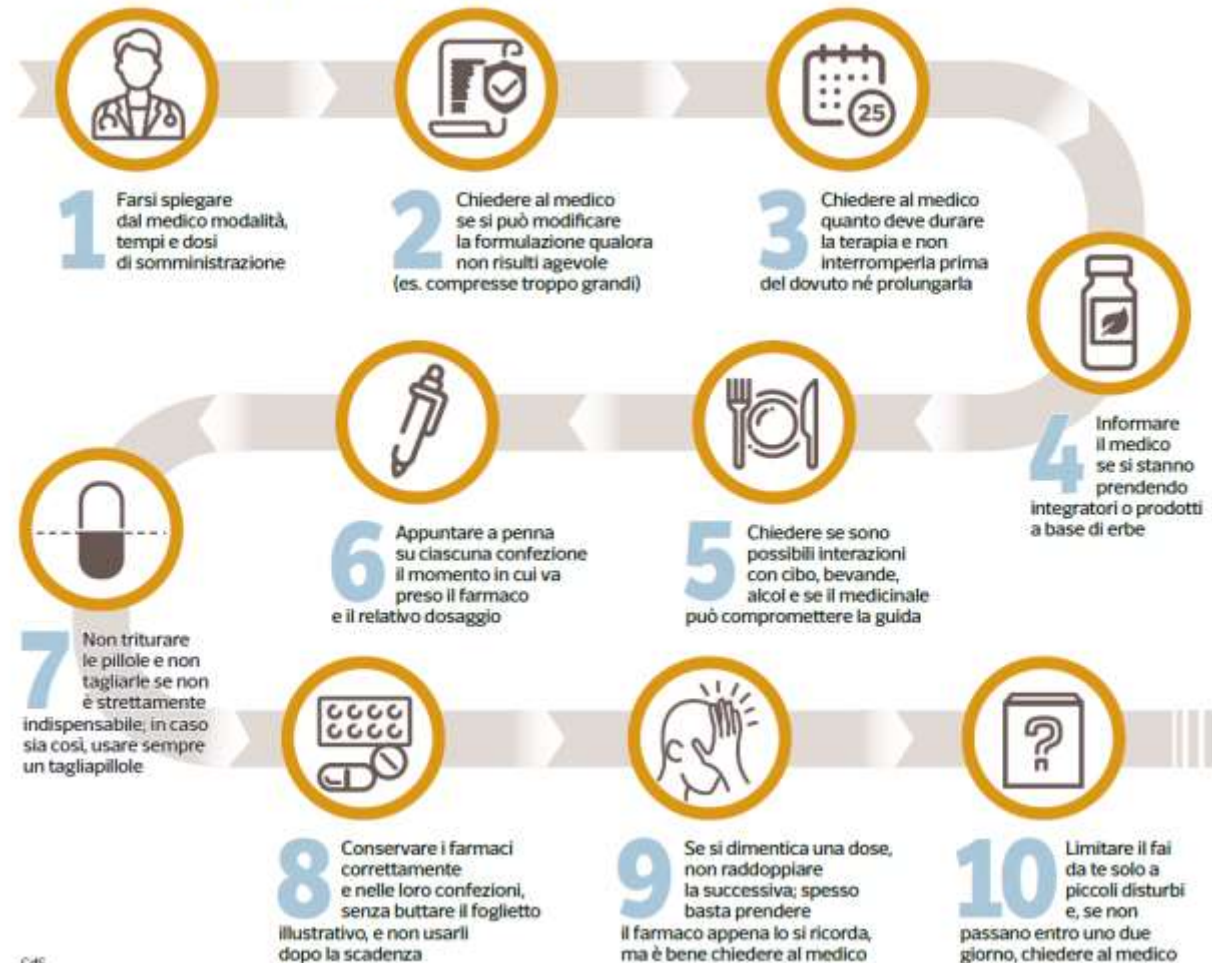 1
Farsi spiegare
dal medico modalità,
tempi e dosi
di somministrazione
2
Chiedere al medico
se si può modificare
la formulazione qualora
non risulti agevole
(es. compresse troppo grandi)
25
3
Chiedere al medico
quanto deve durare
la terapia e non
interromperla prima
del dovuto né prolungarla
4
Informare
il medico
se si stanno
prendendo
integratori o prodotti
a base di erbe
5
Chiedere se sono
possibili interazioni
con cibo, bevande,
alcol e se il medicinale
può compromettere la guida
6
Appuntare a penna
su ciascuna confezione
il momento in cui va
preso il farmaco
e il relativo dosaggio
7
Non triturare
le pillole e non
tagliarle se non
è strettamente
indispensabile; in caso
sia così, usare sempre
un tagliapillole
8
Conservare i farmaci
correttamente
e nelle loro confezioni,
senza buttare il foglietto
illustrativo, e non usarli
dopo la scadenza
9
Se si dimentica una dose,
non raddoppiare
la successiva; spesso
basta prendere
il farmaco appena lo si ricorda,
ma è bene chiedere al medico
?
10
Limitare il fai
da te solo a
piccoli disturbi
e, se non
passano entro uno due
giorno, chiedere al medico